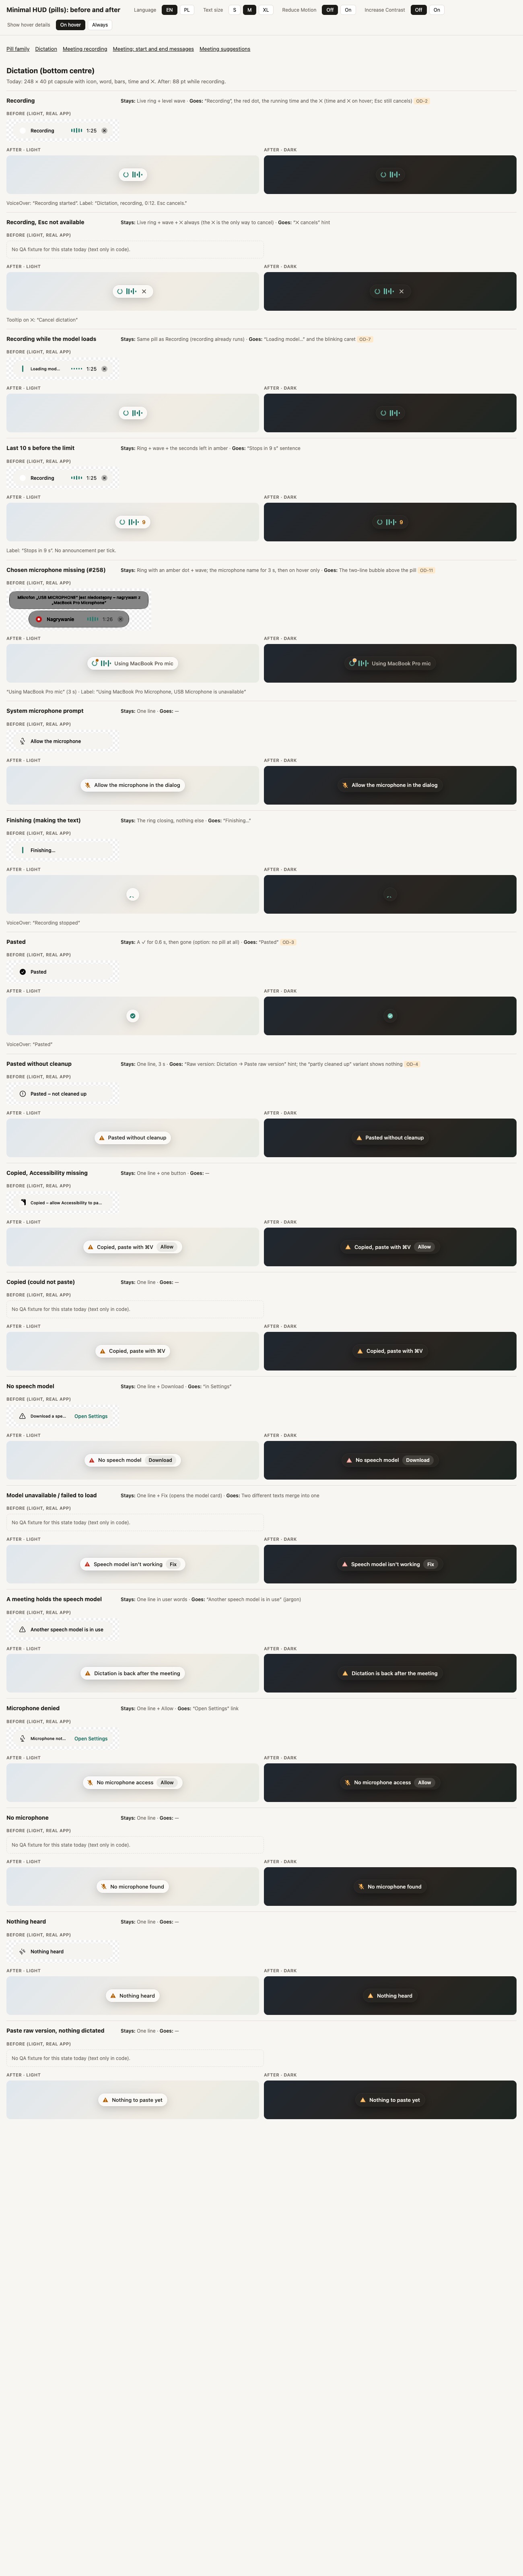 Minimal HUD (pills): before and after Language EN PL Text size S M XL Reduce Motion Off On Increase Contrast Off On
Show hover details On hover Always
Pill family Dictation Meeting recording Meeting: start and end messages Meeting suggestions
Dictation (bottom centre)
Today: 248 × 40 pt capsule with icon, word, bars, time and ✕. After: 88 pt while recording.
Recording Stays: Live ring + level wave · Goes: "Recording", the red dot, the running time and the ✕ (time and ✕ on hover; Esc still cancels) OD-2
BEFORE (LIGHT, REAL APP)
Recording 1:25
AFTER · LIGHT AFTER · DARK
VoiceOver: "Recording started"; Label: "Dictation, recording, 0:12. Esc cancels."
Recording, Esc not available Stays: Live ring + wave + ✕ always (the ✕ is the only way to cancel) · Goes: "✕ cancels" hint
BEFORE (LIGHT, REAL APP)
No QA fixture for this state today (text only in code).
AFTER · LIGHT AFTER · DARK
Tooltip on ✕: "Cancel dictation"
Recording while the model loads Stays: Same pill as Recording (recording already runs) · Goes: "Loading model..." and the blinking caret OD-7
BEFORE (LIGHT, REAL APP)
Loading mod... 1:25
AFTER · LIGHT AFTER · DARK
Last 10 s before the limit Stays: Ring + wave + the seconds left in amber · Goes: "Stops in 9 s" sentence
BEFORE (LIGHT, REAL APP)
Recording 1:25
AFTER · LIGHT AFTER · DARK
9 9
Label: "Stops in 9 s". No announcement per tick.
Chosen microphone missing (#258) Stays: Ring with an amber dot + wave; the microphone name for 3 s, then on hover only · Goes: The two-line bubble above the pill OD-11
BEFORE (LIGHT, REAL APP)
Mikrofon „USB MICROPHONE” jest niedostępny – nagrywam z
„MacBook Pro Microphone”
Nagrywanie 1:26
AFTER · LIGHT AFTER · DARK
Using MacBook Pro mic Using MacBook Pro mic
"Using MacBook Pro mic" (3 s) · Label: "Using MacBook Pro Microphone, USB Microphone is unavailable"
System microphone prompt Stays: One line · Goes: —
BEFORE (LIGHT, REAL APP)
Allow the microphone
AFTER · LIGHT AFTER · DARK
Allow the microphone in the dialog Allow the microphone in the dialog
Finishing (making the text) Stays: The ring closing, nothing else · Goes: "Finishing..."
BEFORE (LIGHT, REAL APP)
Finishing...
AFTER · LIGHT AFTER · DARK
VoiceOver: "Recording stopped"
Pasted Stays: A ✓ for 0.6 s, then gone (option: no pill at all) · Goes: "Pasted" OD-3
BEFORE (LIGHT, REAL APP)
Pasted
AFTER · LIGHT AFTER · DARK
VoiceOver: "Pasted"
Pasted without cleanup Stays: One line, 3 s · Goes: "Raw version: Dictation → Paste raw version" hint; the "partly cleaned up" variant shows nothing OD-4
BEFORE (LIGHT, REAL APP)
Pasted – not cleaned up
AFTER · LIGHT AFTER · DARK
Pasted without cleanup Pasted without cleanup
Copied, Accessibility missing Stays: One line + one button · Goes: —
BEFORE (LIGHT, REAL APP)
Copied – allow Accessibility to pa...
AFTER · LIGHT AFTER · DARK
Copied, paste with ⌘V Allow Copied, paste with ⌘V Allow
Copied (could not paste) Stays: One line · Goes: —
BEFORE (LIGHT, REAL APP)
No QA fixture for this state today (text only in code).
AFTER · LIGHT AFTER · DARK
Copied, paste with ⌘V Copied, paste with ⌘V
No speech model Stays: One line + Download · Goes: "in Settings"
BEFORE (LIGHT, REAL APP)
Download a spe... Open Settings
AFTER · LIGHT AFTER · DARK
No speech model Download No speech model Download
Model unavailable / failed to load Stays: One line + Fix (opens the model card) · Goes: Two different texts merge into one
BEFORE (LIGHT, REAL APP)
No QA fixture for this state today (text only in code).
AFTER · LIGHT AFTER · DARK
Speech model isn't working Fix Speech model isn't working Fix
A meeting holds the speech model Stays: One line in user words · Goes: "Another speech model is in use" (jargon)
BEFORE (LIGHT, REAL APP)
Another speech model is in use
AFTER · LIGHT AFTER · DARK
Dictation is back after the meeting Dictation is back after the meeting
Microphone denied Stays: One line + Allow · Goes: "Open Settings" link
BEFORE (LIGHT, REAL APP)
Microphone not... Open Settings
AFTER · LIGHT AFTER · DARK
No microphone access Allow No microphone access Allow
No microphone Stays: One line · Goes: —
BEFORE (LIGHT, REAL APP)
No QA fixture for this state today (text only in code).
AFTER · LIGHT AFTER · DARK
No microphone found No microphone found
Nothing heard Stays: One line · Goes: —
BEFORE (LIGHT, REAL APP)
Nothing heard
AFTER · LIGHT AFTER · DARK
Nothing heard Nothing heard
Paste raw version, nothing dictated Stays: One line · Goes: —
BEFORE (LIGHT, REAL APP)
No QA fixture for this state today (text only in code).
AFTER · LIGHT AFTER · DARK
Nothing to paste yet Nothing to paste yet